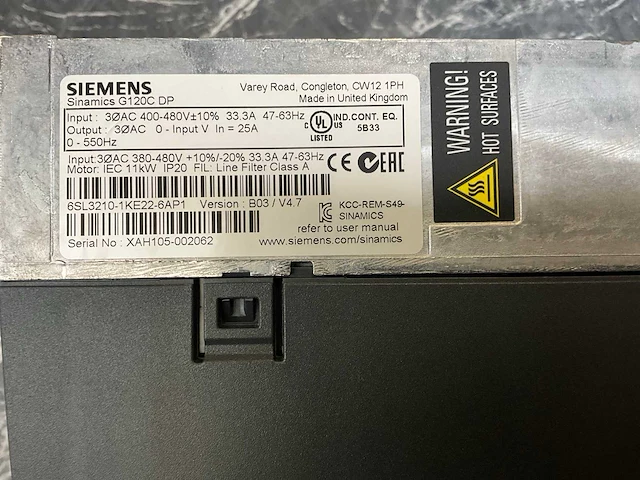 SIEMENS
Sinamics G120C DP
Varey Road, Congleton, CW12 1PH
Made in United Kingdom
Input : 3ØAC 400-480V±10% 33.3A 47-63Hz
Output : 3ØAC 0 - Input V In = 25A
0 - 550Hz
C UL US
LISTED
IND.CONT. EQ.
5B33
Input:3ØAC 380-480V +10%/-20% 33.3A 47-63Hz
Motor: IEC 11kW IP20 FIL: Line Filter Class A
CE EAC
6SL3210-1KE22-6AP1 Version : B03 / V4.7
KCC-REM-S49-
SINAMICS
refer to user manual
Serial No : XAH105-002062
www.siemens.com/sinamics
WARNING!
HOT SURFACES